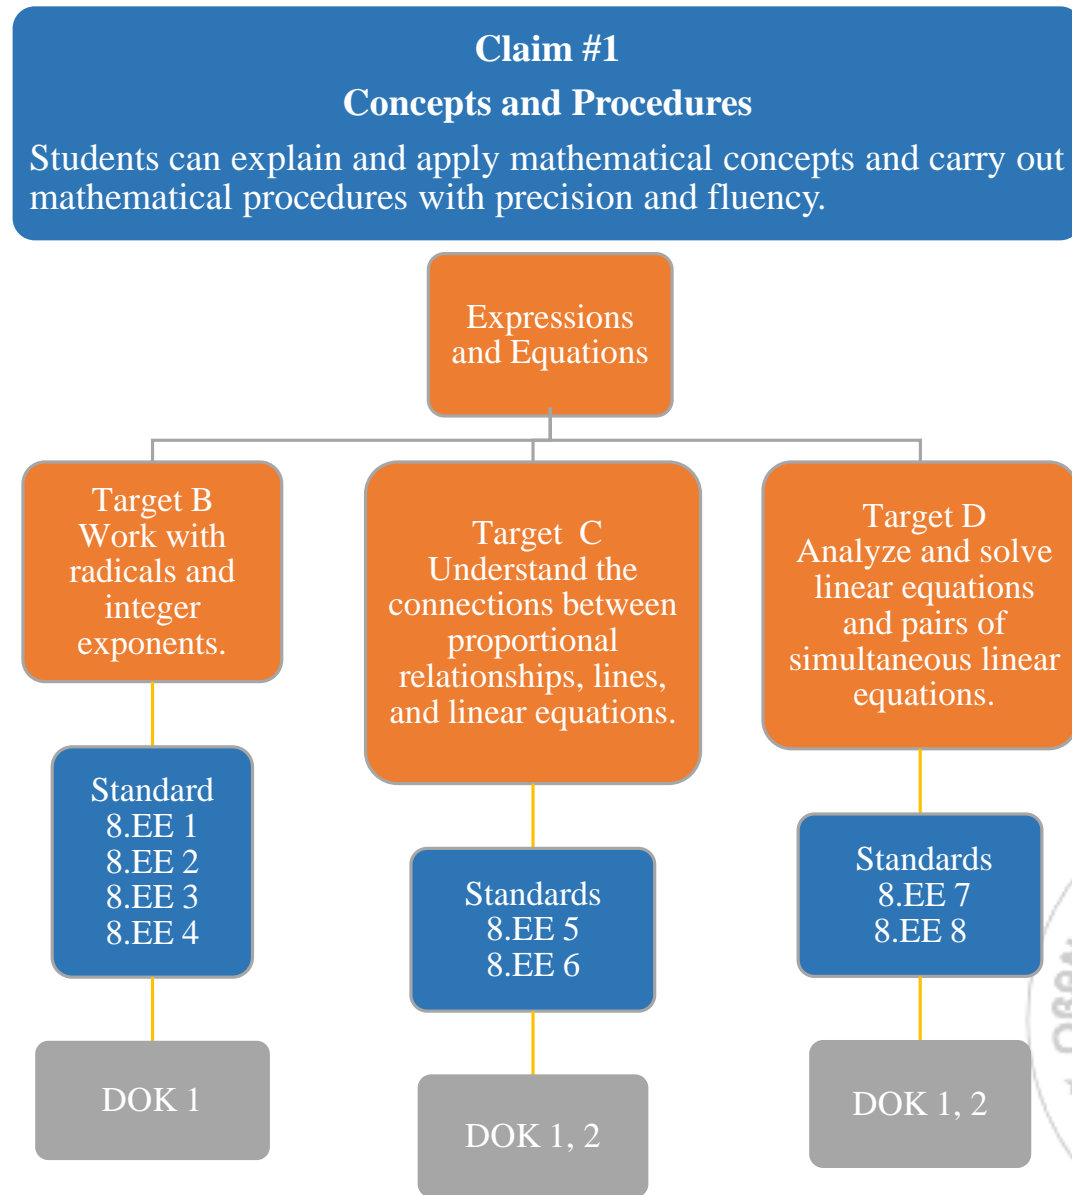 Claim #1
Concepts and Procedures
Students can explain and apply mathematical concepts and carry out
mathematical procedures with precision and fluency.
Expressions
and Equations
Target B
Work with
radicals and
integer
exponents.
Standard
8.EE 1
8.EE 2
8.EE 3
8.EE 4
DOK 1
Target C
Understand the
connections between
proportional
relationships, lines,
and linear equations.
Standards
8.EE 5
8.EE 6
DOK 1, 2
Target D
Analyze and solve
linear equations
and pairs of
simultaneous linear
equations.
Standards
8.EE 7
8.EE 8
DOK 1, 2